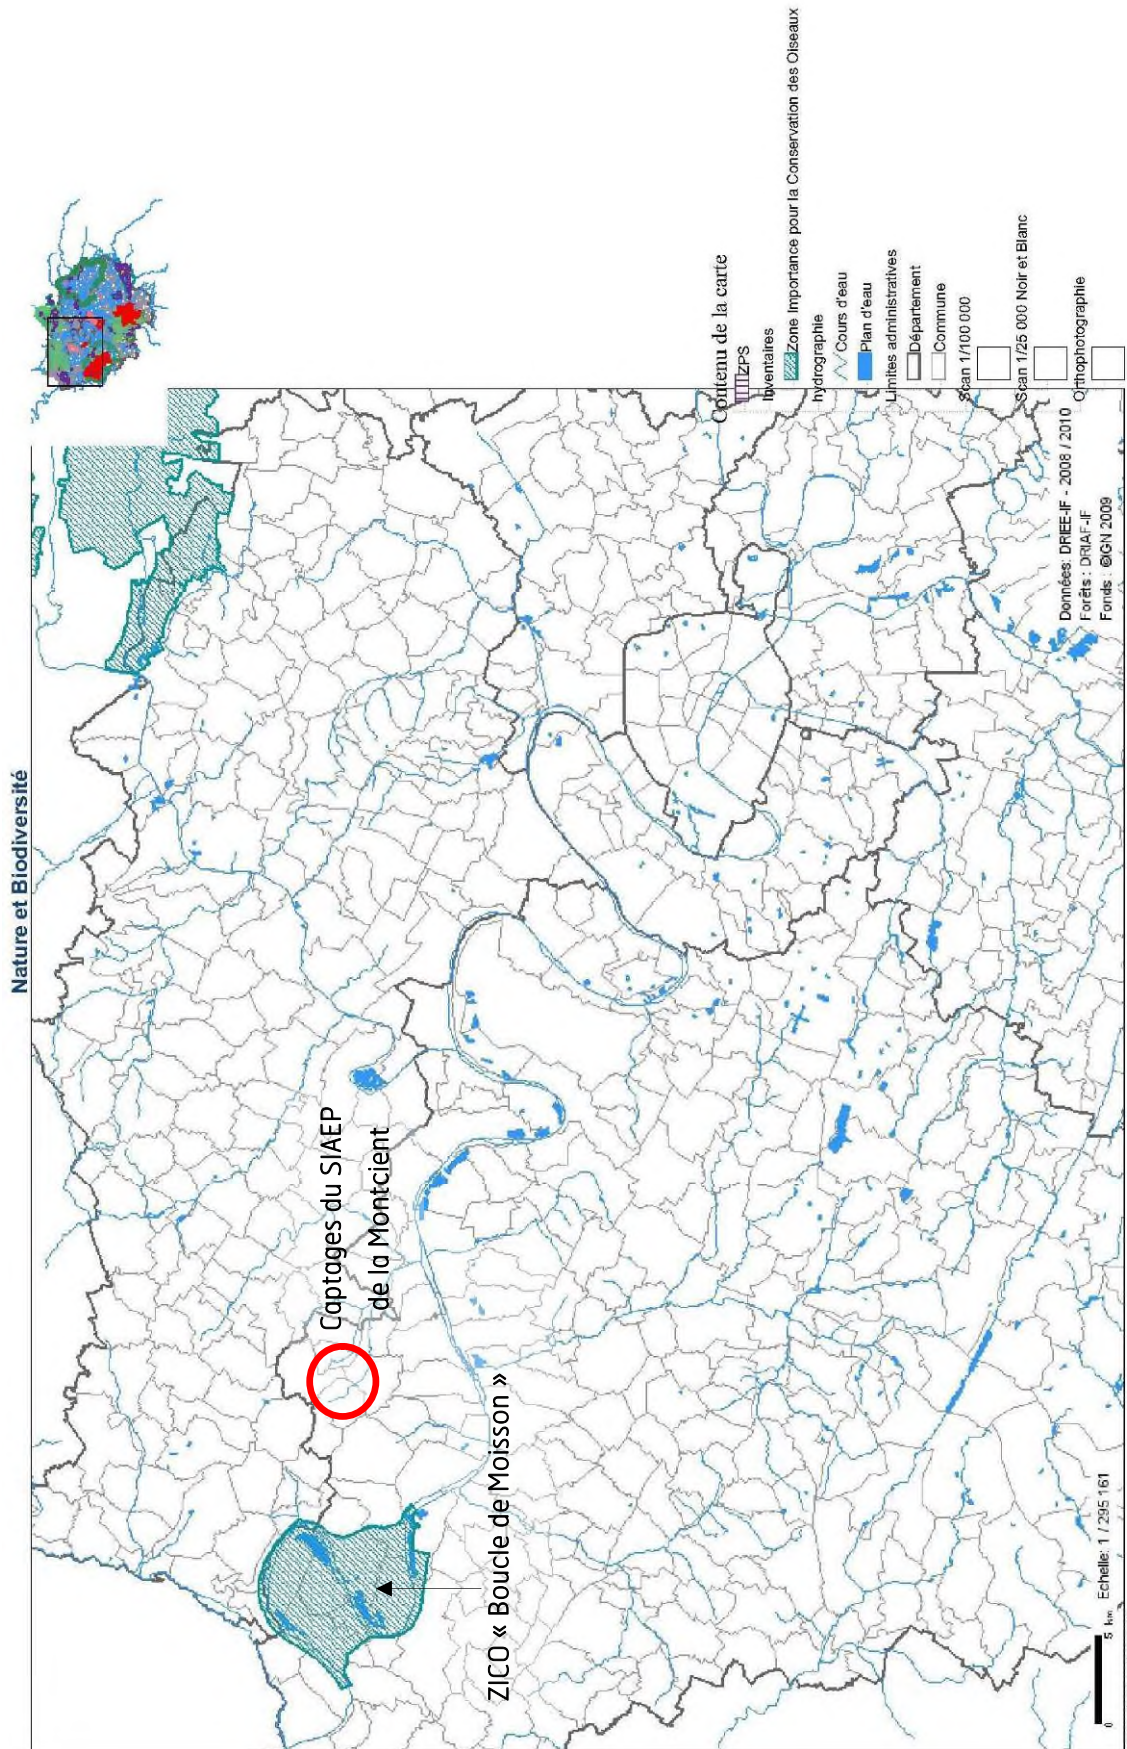 Nature et Biodiversité
Captages du SIAEP
de la Montcient
ZICO « Boucle de Moisson »
Contenu de la carte
ZPS
Inventaires
Zone Importance pour la Conservation des Oiseaux
hydrographie
Cours d'eau
Plan d'eau
Limites administratives
Département
Commune
Scan 1/100 000
Scan 1/25 000 Noir et Blanc
Orthophotographie
0 5 km Echelle: 1 / 295 161
Données: DRIEE-IF - 2008 / 2010
Forêts : DRIAF-IF
Fonds : ©IGN 2009